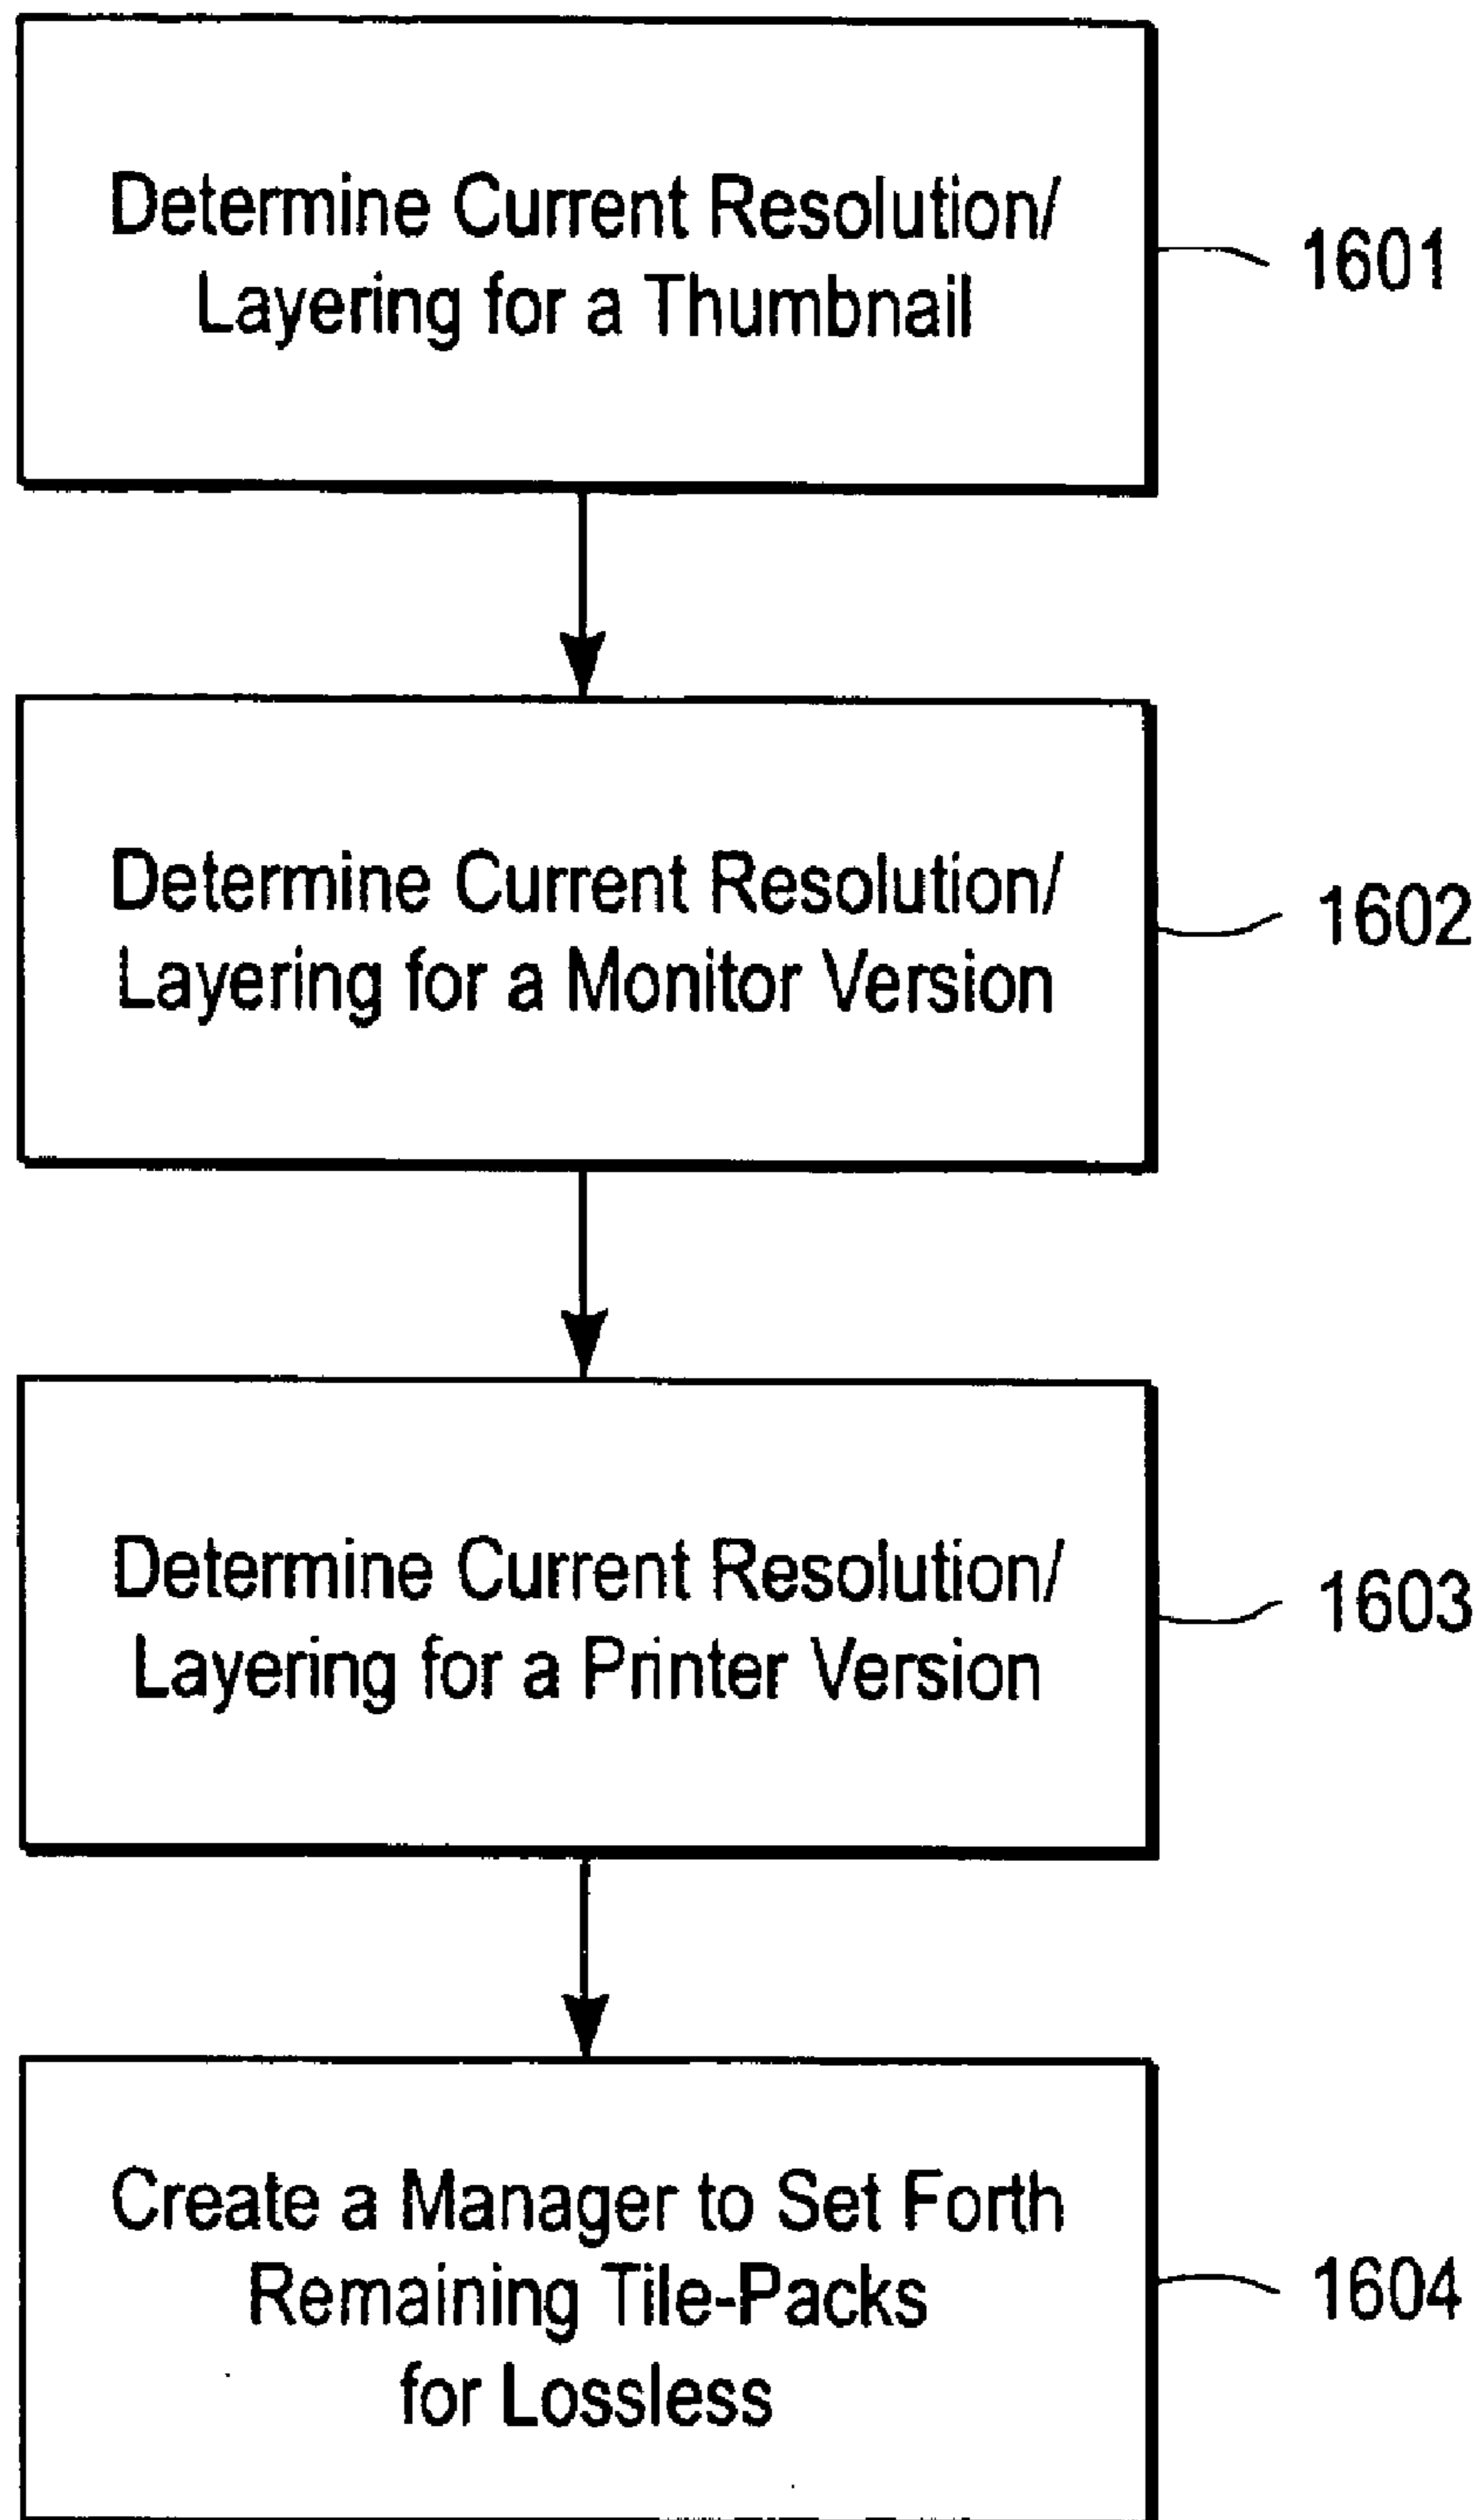 Determine Current Resolution/
Layering for a Thumbnail
1601
Determine Current Resolution/
Layering for a Monitor Version
1602
Determine Current Resolution/
Layering for a Printer Version
1603
Create a Manager to Set Forth
Remaining Tile-Packs
for Lossless
1604